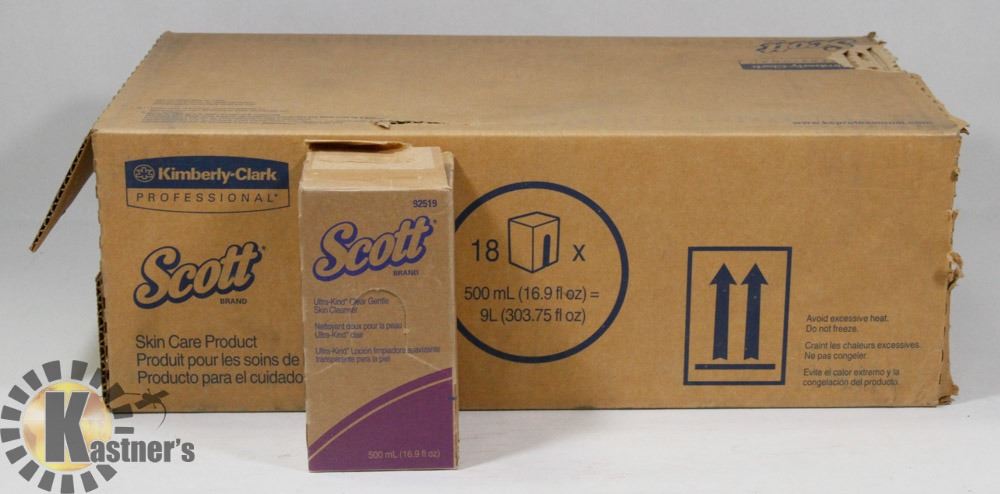 www.kcprofessional.com
Kimberly-Clark
PROFESSIONAL*
Scott®
BRAND
Skin Care Product
Produit pour les soins de
Producto para el cuidado
92519
Scott®
BRAND
Ultra-Kind* Clear Gentle
Skin Cleanser
Nettoyant doux pour la peau
Ultra-Kind* clair
Ultra-Kind* Loción limpiadora suavizante
transparente para la piel
500 mL (16.9 fl oz)
18 x
500 mL (16.9 fl oz) =
9L (303.75 fl oz)
Avoid excessive heat.
Do not freeze.
Craint les chaleurs excessives.
Ne pas congeler.
Evite el calor extremo y la
congelación del producto.
Kastner's